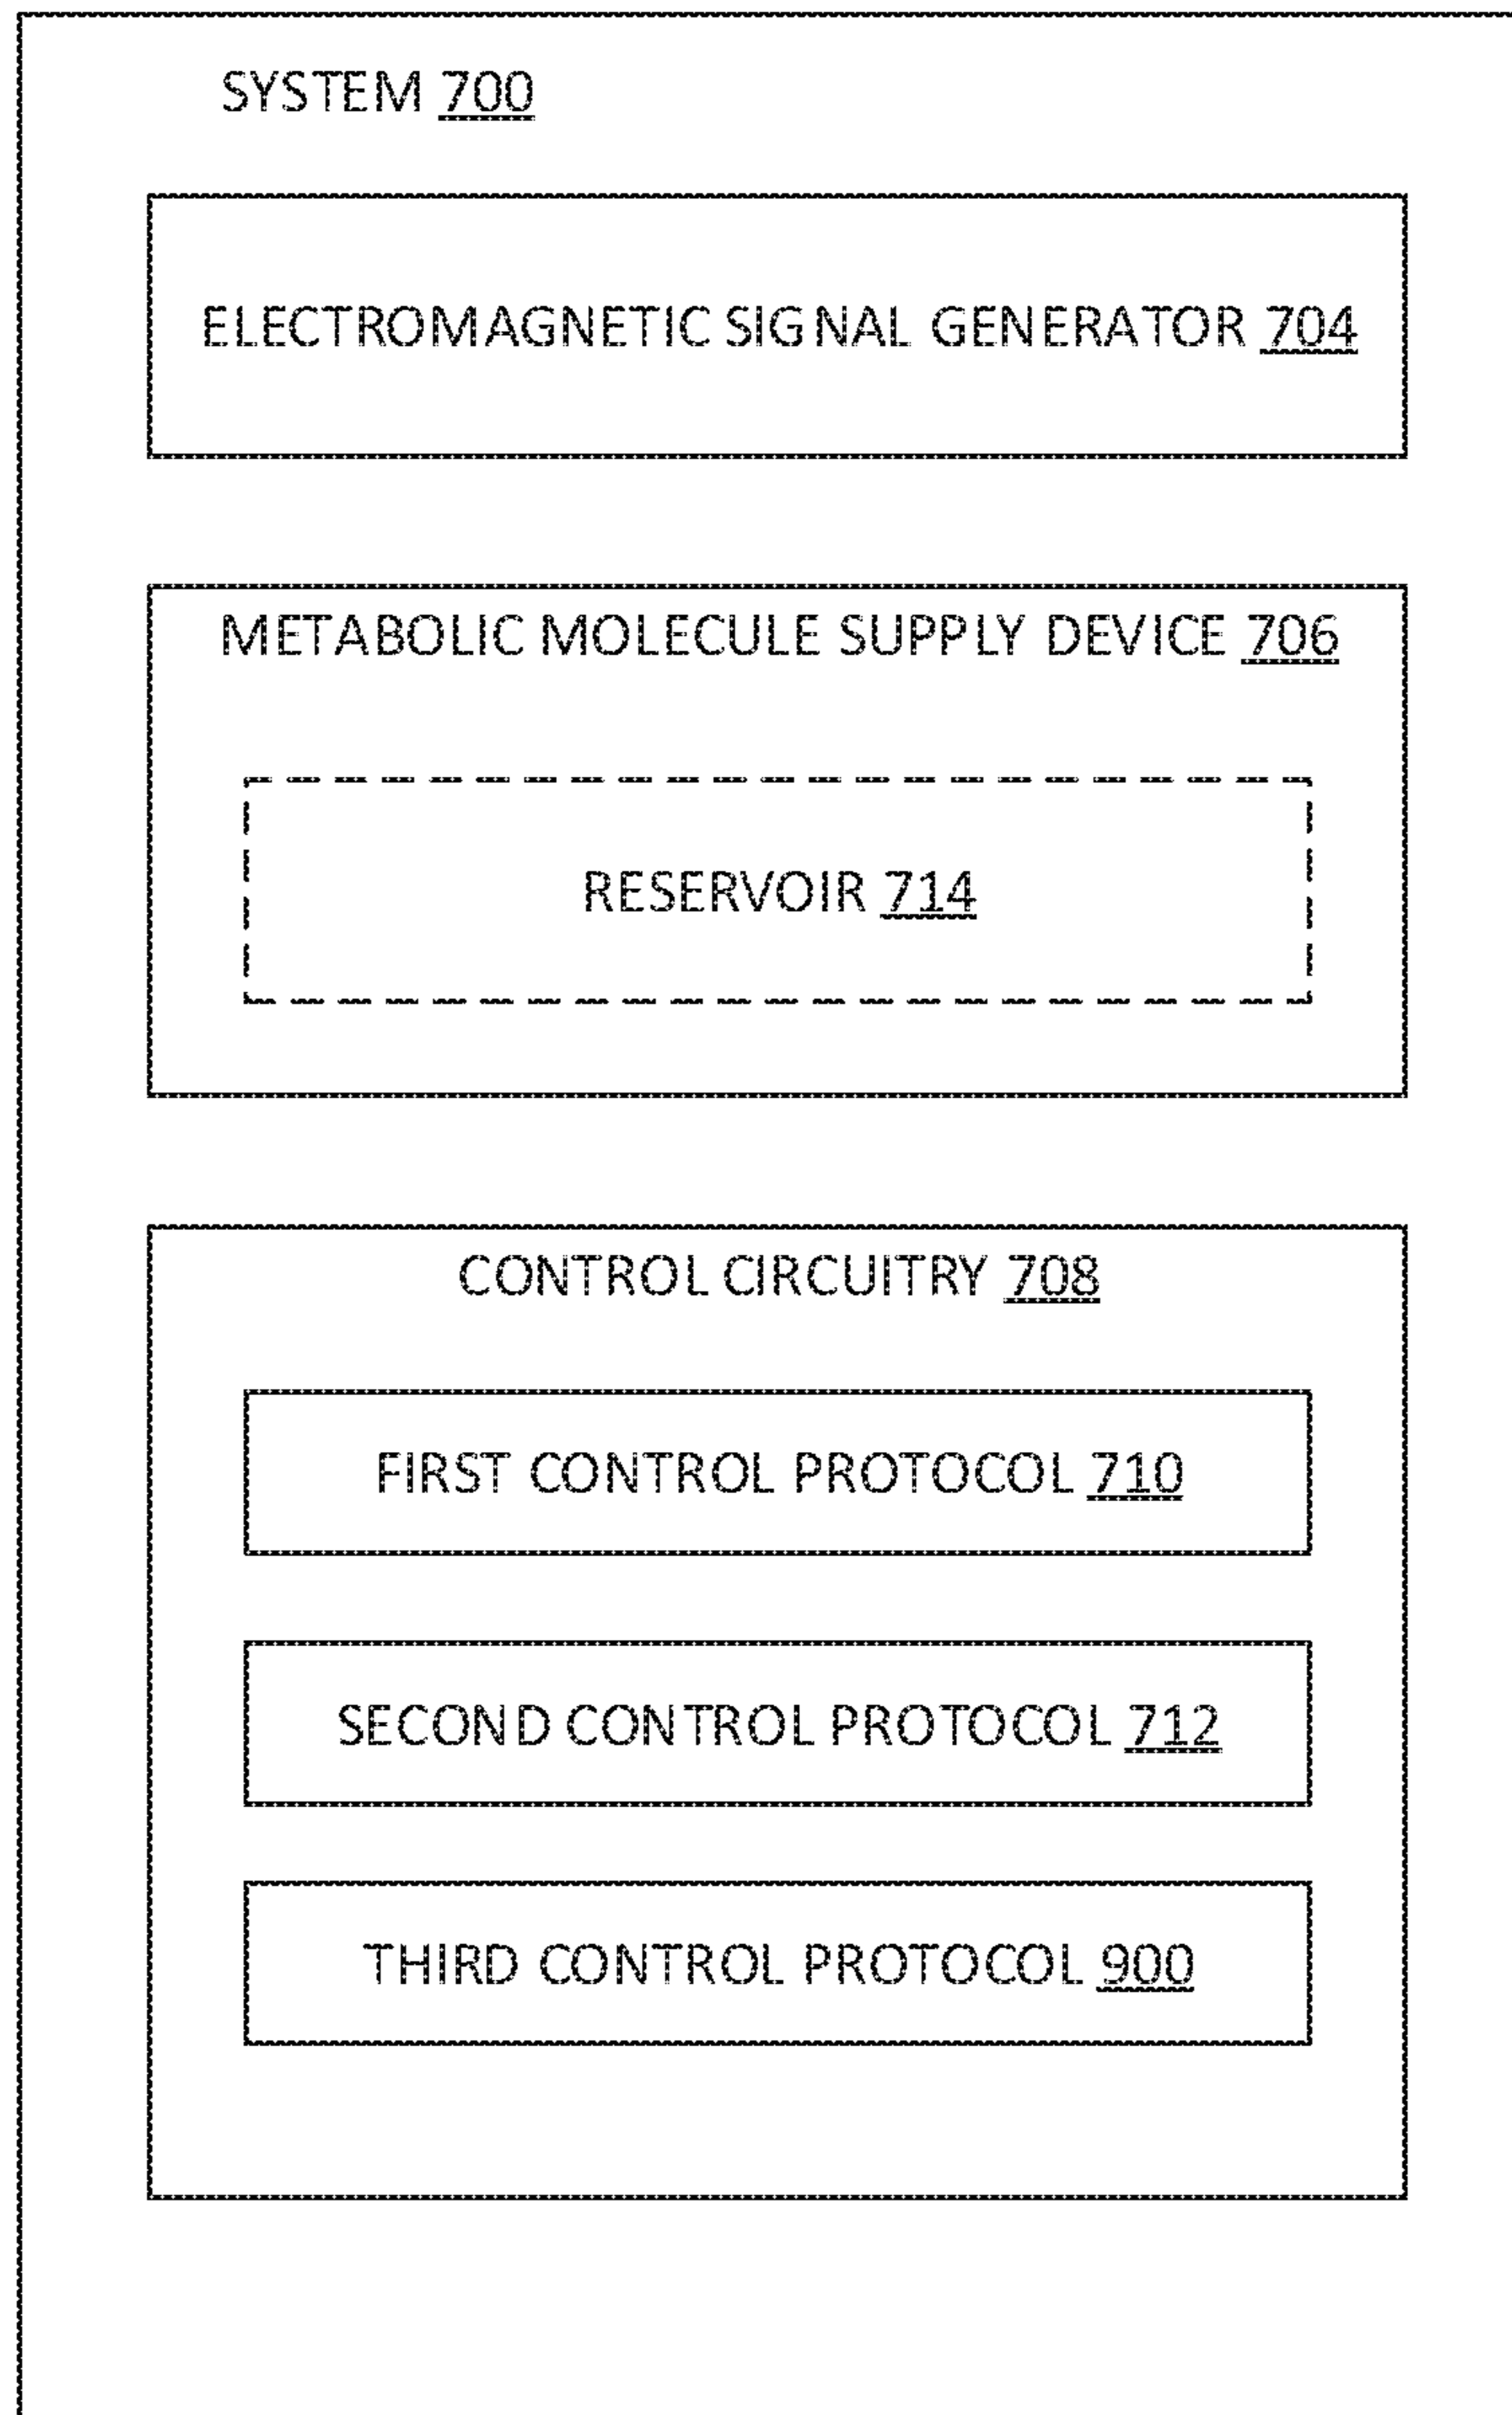 SYSTEM 700
ELECTROMAGNETIC SIGNAL GENERATOR 704
METABOLIC MOLECULE SUPPLY DEVICE 706
RESERVOIR 714
CONTROL CIRCUITRY 708
FIRST CONTROL PROTOCOL 710
SECOND CONTROL PROTOCOL 712
THIRD CONTROL PROTOCOL 900